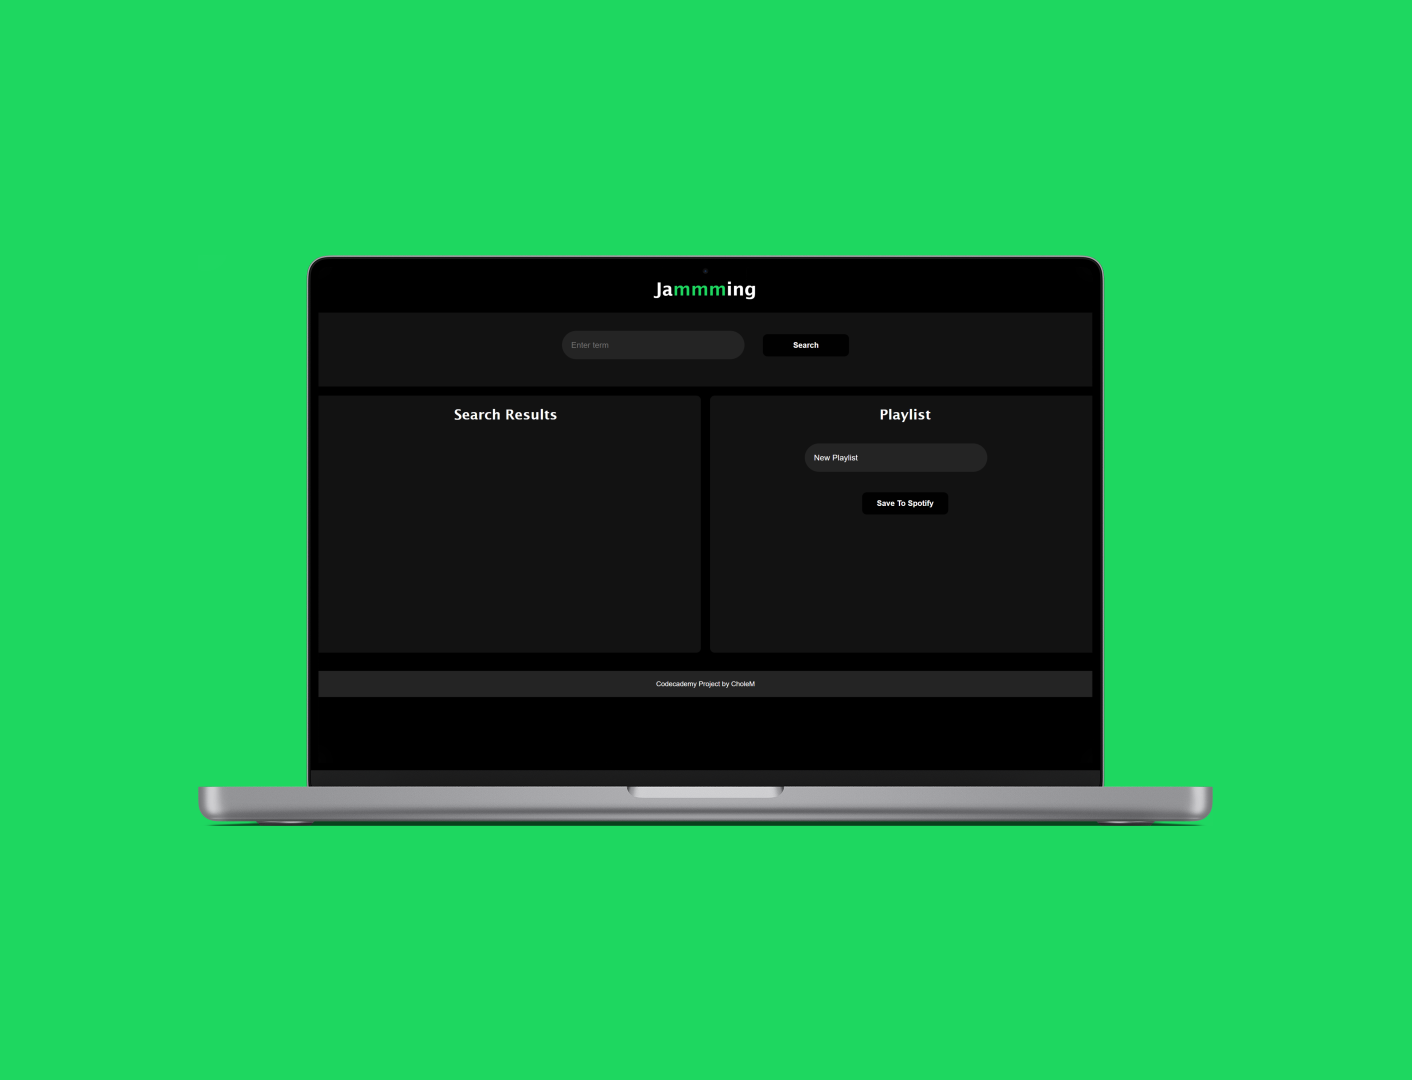 Jammming
Enter term
Search
Search Results
Playlist
New Playlist
Save To Spotify
Codecademy Project by CholeM